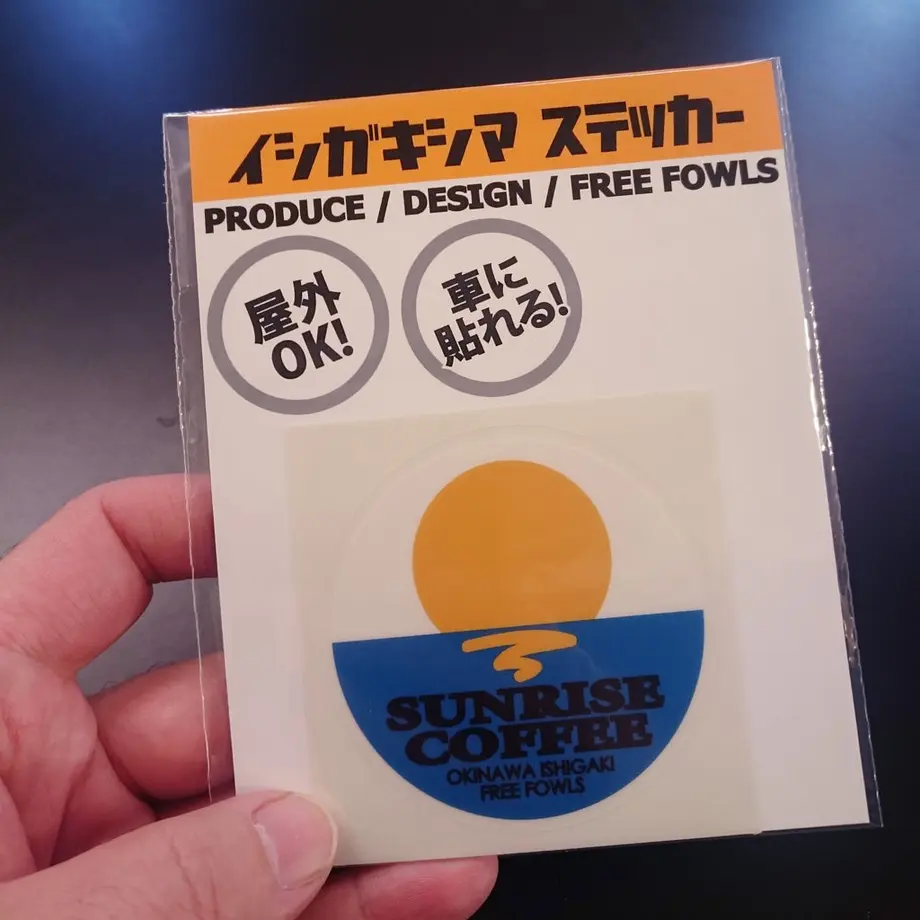 イシガキシマ ステッカー
PRODUCE / DESIGN / FREE FOWLS
屋外
OK!
車に
貼れる!
SUNRISE
COFFEE
OKINAWA ISHIGAKI
FREE FOWLS